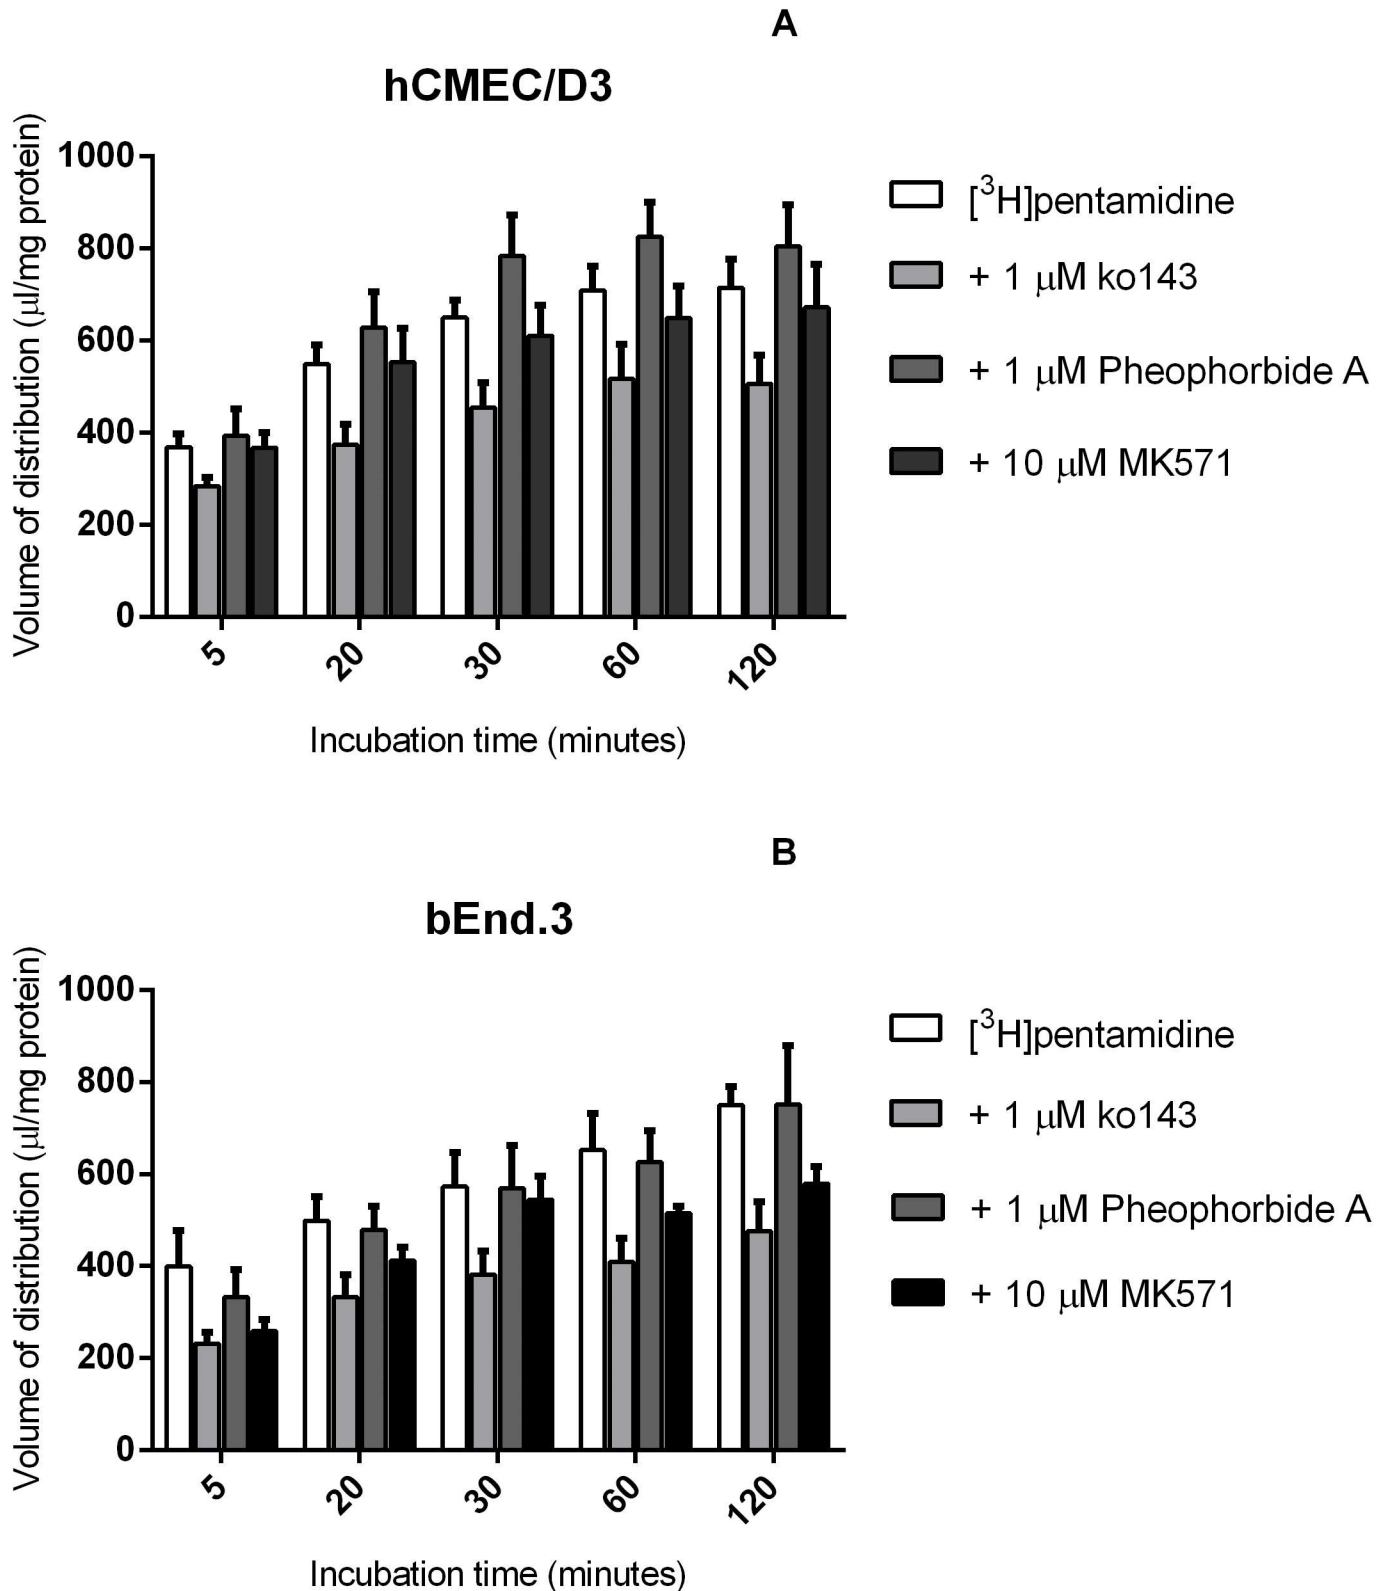 A
hCMEC/D3
Volume of distribution (μl/mg protein)
1000
800
600
400
200
0
5
20
30
60
120
Incubation time (minutes)
[³H]pentamidine
+ 1 μM ko143
+ 1 μM Pheophorbide A
+ 10 μM MK571
B
bEnd.3
Volume of distribution (μl/mg protein)
1000
800
600
400
200
0
5
20
30
60
120
Incubation time (minutes)
[³H]pentamidine
+ 1 μM ko143
+ 1 μM Pheophorbide A
+ 10 μM MK571